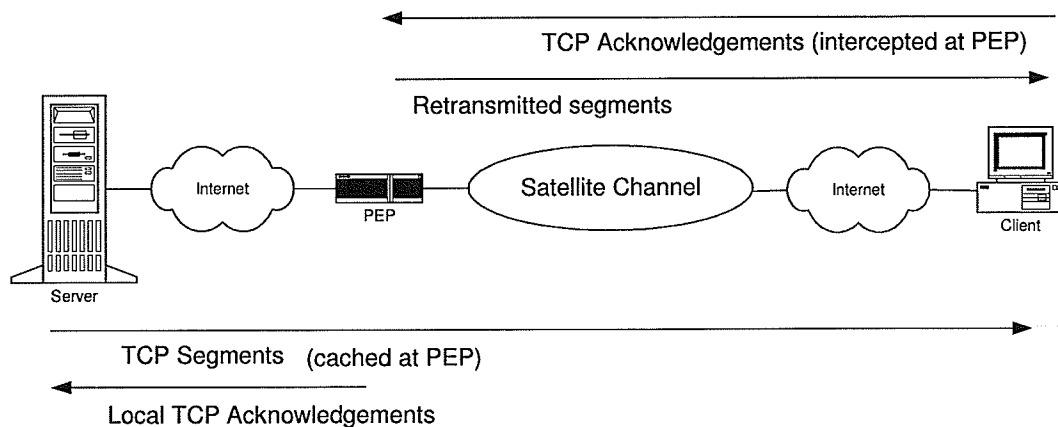 TCP Acknowledgements (intercepted at PEP)
Retransmitted segments
Internet
Satellite Channel
Internet
PEP
Client
Server
TCP Segments (cached at PEP)
Local TCP Acknowledgements